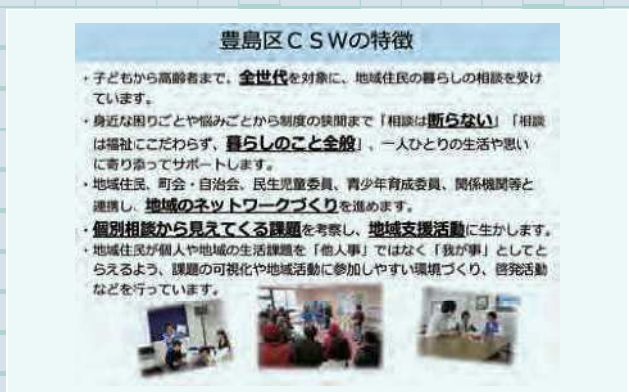 豊島区ＣＳＷの特徴
・子どもから高齢者まで、全世代を対象に、地域住民の暮らしの相談を受け
ています。
・身近な困りごとや悩みごとから制度の狭間まで「相談は断らない」「相談
は福祉にこだわらず、暮らしのこと全般」、一人ひとりの生活や思い
に寄り添ってサポートします。
・地域住民、町会・自治会、民生児童委員、青少年育成委員、関係機関等と
連携し、地域のネットワークづくりを進めます。
・個別相談から見えてくる課題を考察し、地域支援活動に生かします。
・地域住民が個人や地域の生活課題を「他人事」ではなく「我が事」としてと
らえるよう、課題の可視化や地域活動に参加しやすい環境づくり、啓発活動
などを行っています。